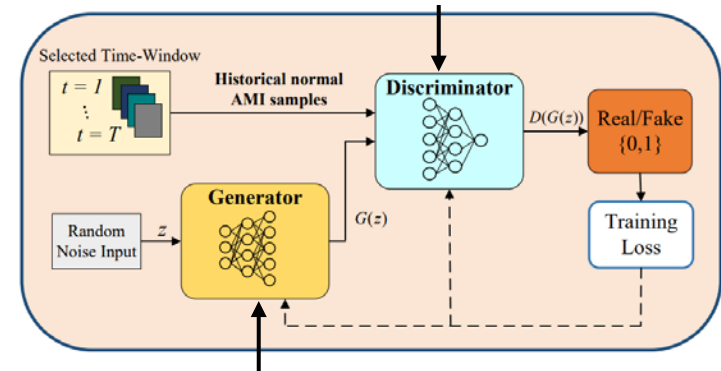 Selected Time-Window
t = 1
⋱
t = T
Historical normal
AMI samples
Discriminator
D(G(z))
Real/Fake
{0,1}
Generator
Random
Noise Input
z
G(z)
Training
Loss